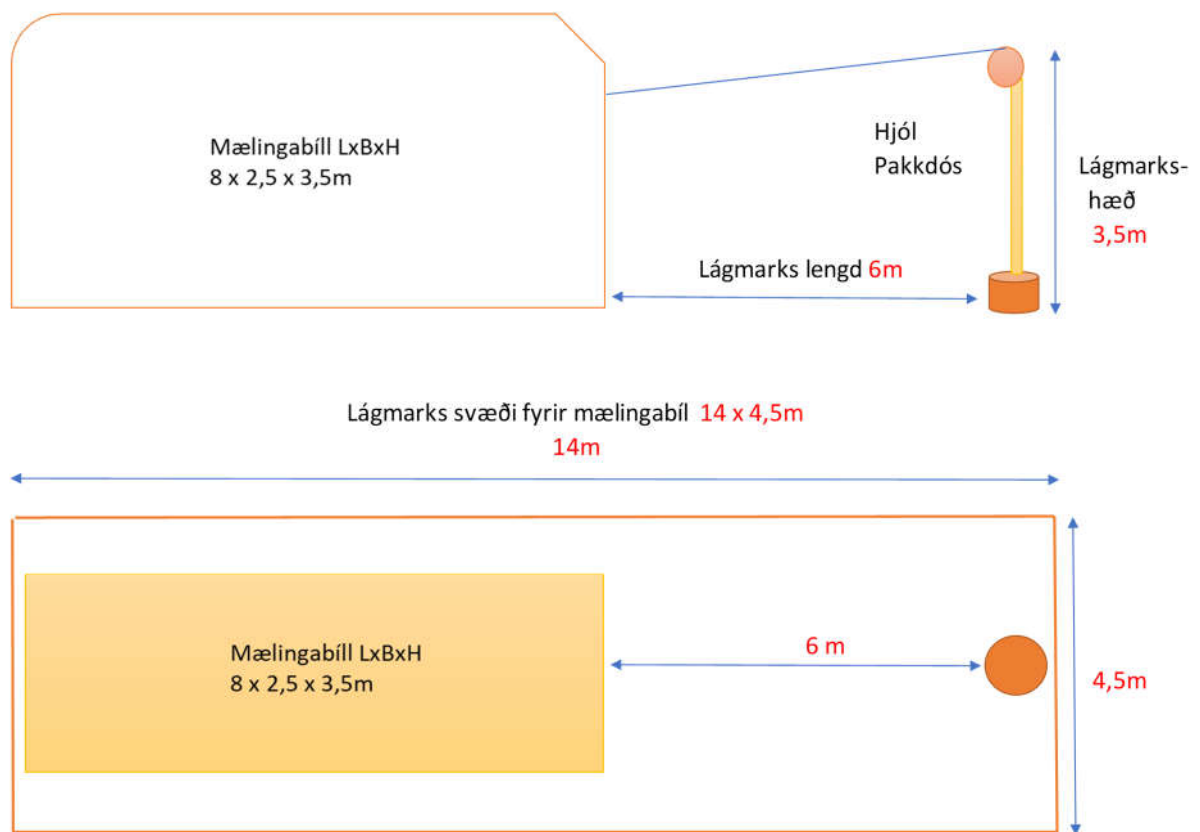 Mælingabíll LxBxH
8 x 2,5 x 3,5m
Hjól
Pakkdós
Lágmarks-
hæð
3,5m
Lágmarks lengd 6m
Lágmarks svæði fyrir mælingabíl 14 x 4,5m
14m
Mælingabíll LxBxH
8 x 2,5 x 3,5m
6 m
4,5m